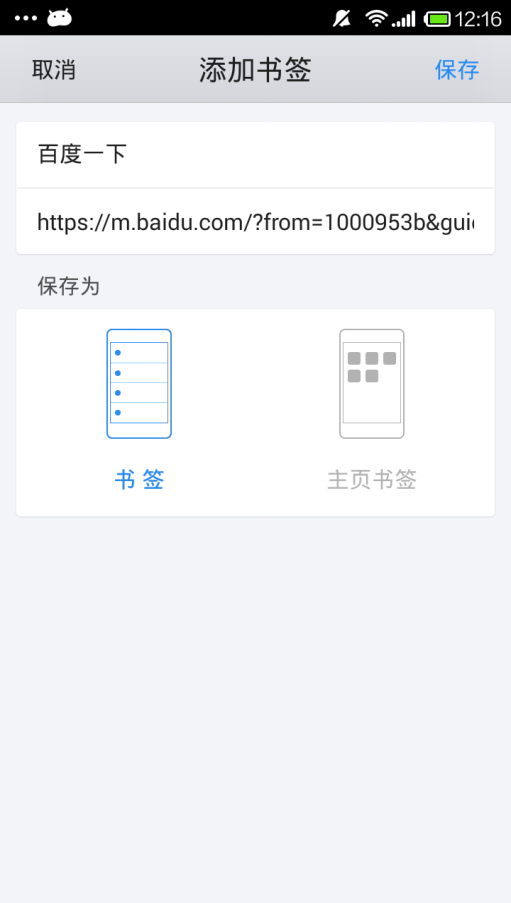 12:16
取消 添加书签 保存
百度一下
https://m.baidu.com/?from=1000953b&gui
保存为
书 签 主页书签